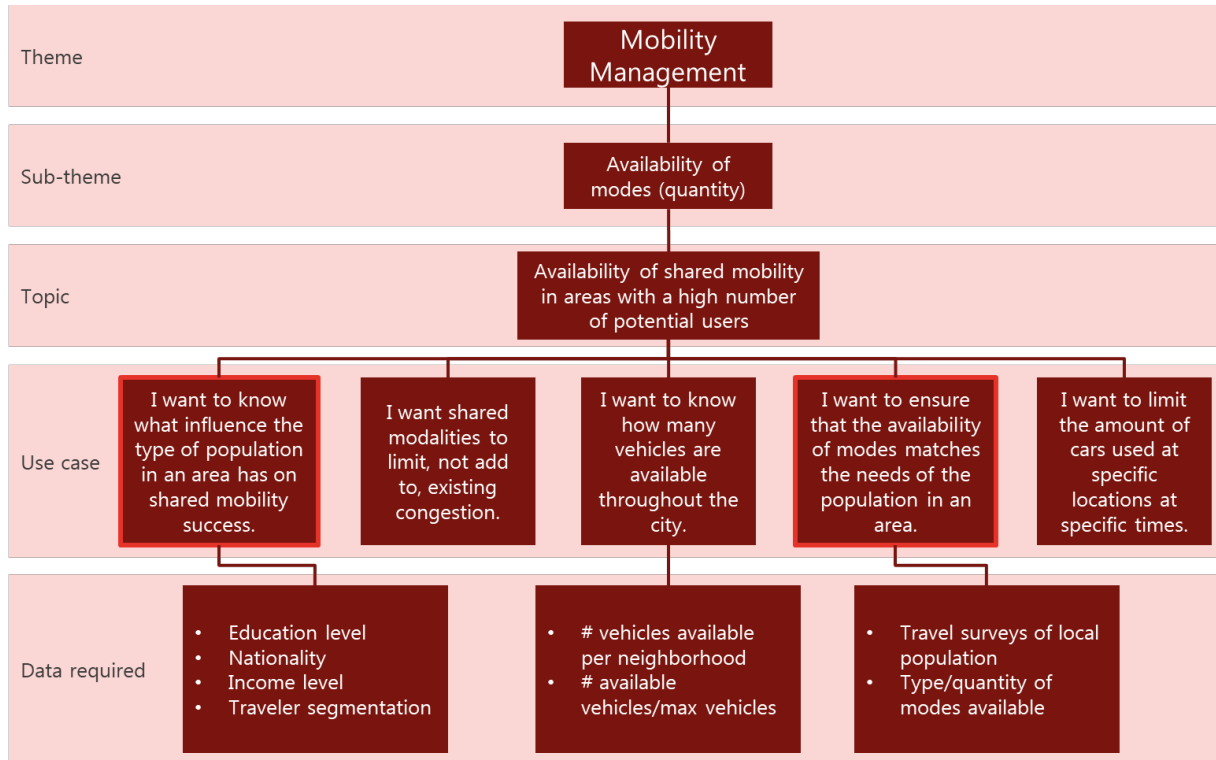 Theme
Mobility
Management
Sub-theme
Availability of
modes (quantity)
Topic
Availability of shared mobility
in areas with a high number
of potential users
Use case
I want to know
what influence the
type of population
in an area has on
shared mobility
success.
I want shared
modalities to
limit, not add
to, existing
congestion.
I want to know
how many
vehicles are
available
throughout the
city.
I want to ensure
that the availability
of modes matches
the needs of the
population in an
area.
I want to limit
the amount of
cars used at
specific
locations at
specific times.
Data required
• Education level
• Nationality
• Income level
• Traveler segmentation
• # vehicles available
per neighborhood
• # available
vehicles/max vehicles
• Travel surveys of local
population
• Type/quantity of
modes available